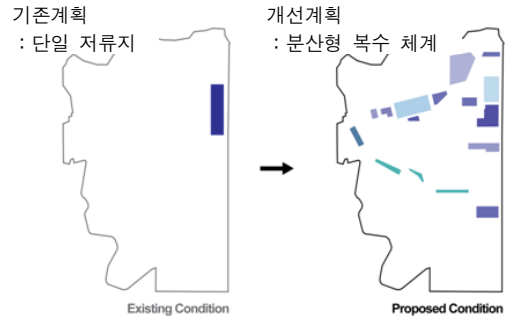 기존계획
: 단일 저류지
개선계획
: 분산형 복수 체계
Existing Condition
Proposed Condition